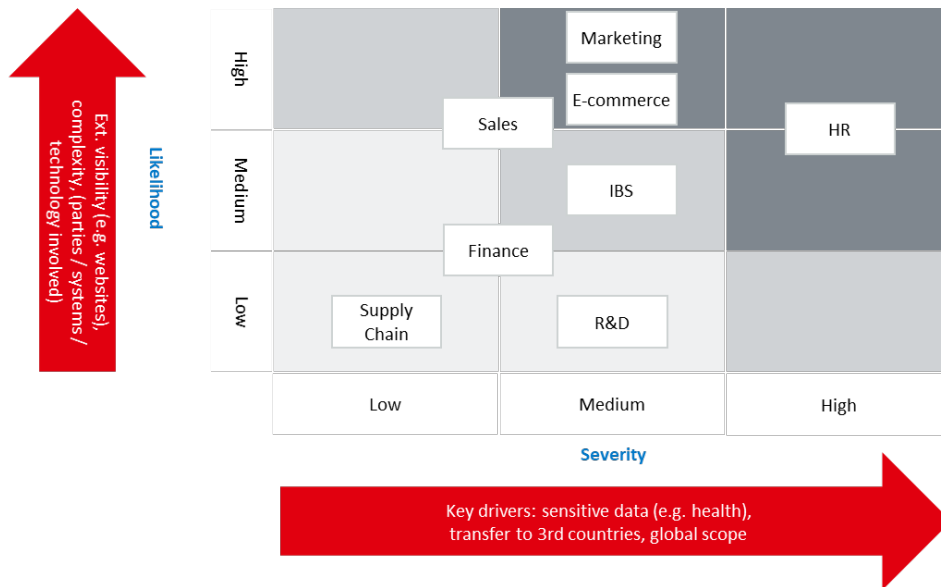 Ext. visibility (e.g. websites),
complexity, (parties / systems /
technology involved)
Likelihood
High
Medium
Low
Marketing
E-commerce
Sales
HR
IBS
Finance
Supply
Chain
R&D
Low
Medium
High
Severity
Key drivers: sensitive data (e.g. health),
transfer to 3rd countries, global scope